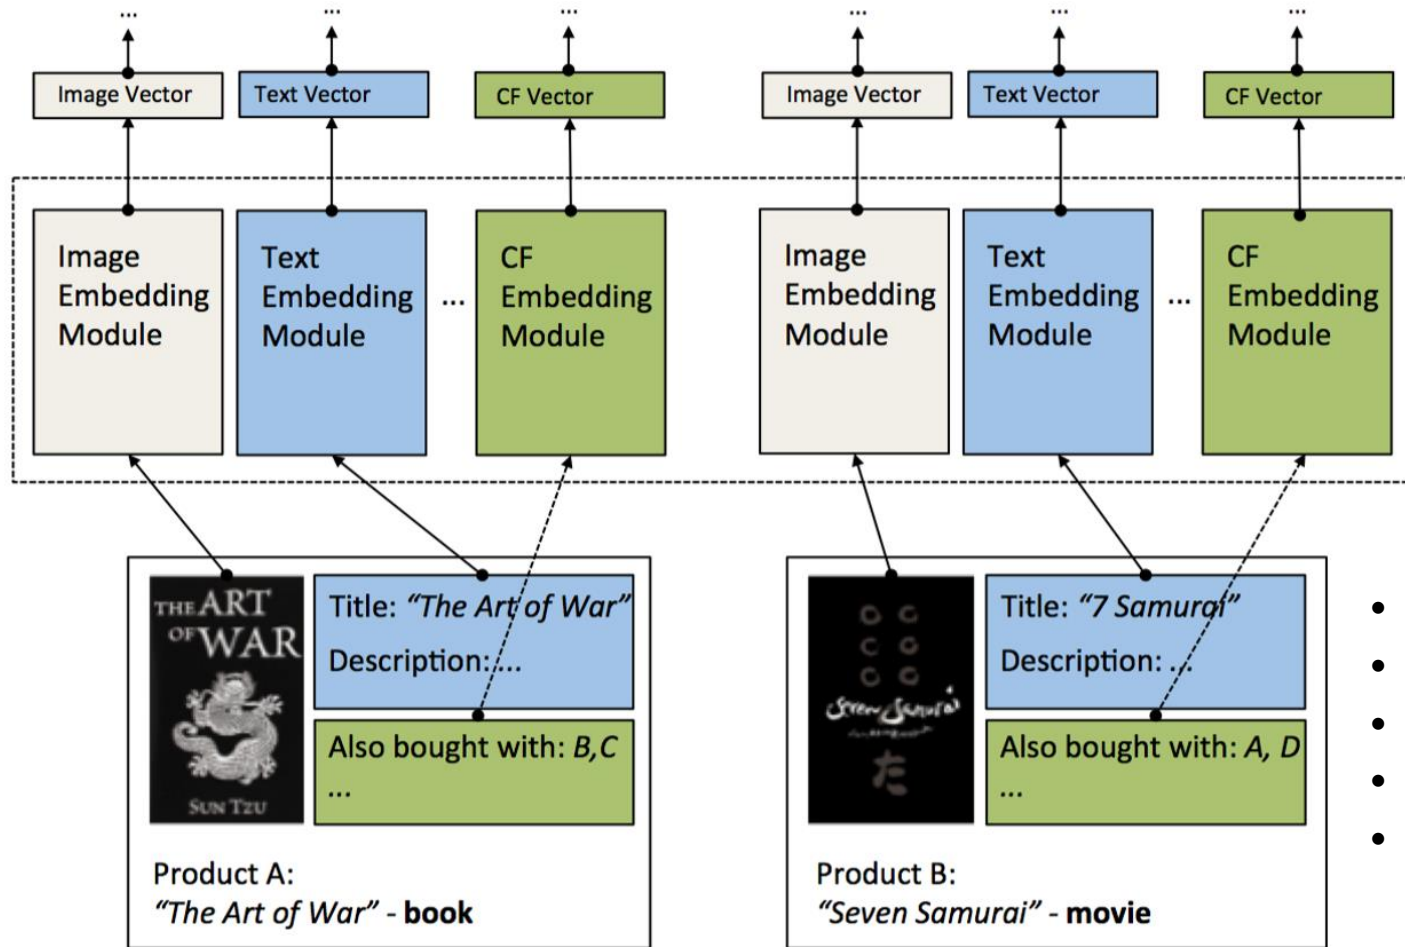 ... ... ... ... ... ...
Image Vector Text Vector CF Vector Image Vector Text Vector CF Vector
Image
Embedding
Module
Text
Embedding
Module
...
CF
Embedding
Module
Image
Embedding
Module
Text
Embedding
Module
...
CF
Embedding
Module
THE ART
OF WAR
SUN TZU
Title: “The Art of War”
Description: ...
Also bought with: B,C
...
Product A:
“The Art of War” - book
Seven Samurai
た
Title: “7 Samurai”
Description: ...
Also bought with: A, D
...
Product B:
“Seven Samurai” - movie